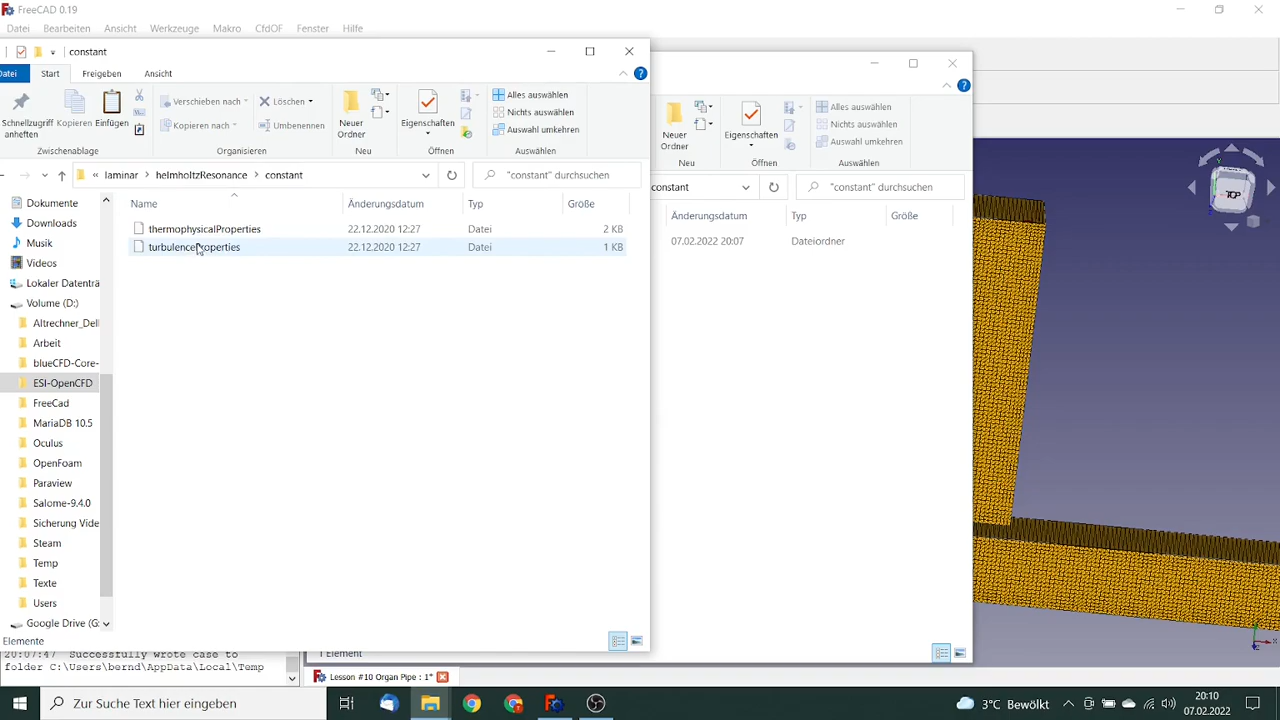 FreeCAD 0.19
Datei Bearbeiten Ansicht Werkzeuge Makro CfdOF Fenster Hilfe
constant
Datei Start Freigeben Ansicht
Schnellzugriff anheften
Kopieren
Einfügen
Zwischenablage
Verschieben nach
Kopieren nach
Löschen
Umbenennen
Organisieren
Neuer Ordner
Neu
Eigenschaften
Öffnen
Alles auswählen
Nichts auswählen
Auswahl umkehren
Auswählen
« laminar > helmholtzResonance > constant
"constant" durchsuchen
Name Änderungsdatum Typ Größe
thermophysicalProperties 22.12.2020 12:27 Datei 2 KB
turbulenceProperties 22.12.2020 12:27 Datei 1 KB
Dokumente
Downloads
Musik
Videos
Lokaler Datentr
Volume (D:)
Altrechner_Dell
Arbeit
blueCFD-Core-
ESI-OpenCFD
FreeCad
MariaDB 10.5
Oculus
OpenFoam
Paraview
Salome-9.4.0
Sicherung Vide
Steam
Temp
Texte
Users
Google Drive (G:
Elemente
Neuer Ordner
Neu
Eigenschaften
Öffnen
Alles auswählen
Nichts auswählen
Auswahl umkehren
Auswählen
constant
"constant" durchsuchen
Änderungsdatum Typ Größe
07.02.2022 20:07 Dateiordner
1 Element
TOP
20:07:47 Successfully wrote case to
folder C:\Users\bernd\AppData\Local\Temp
Lesson #10 Organ Pipe : 1*
Zur Suche Text hier eingeben
3°C Bewölkt
20:10
07.02.2022